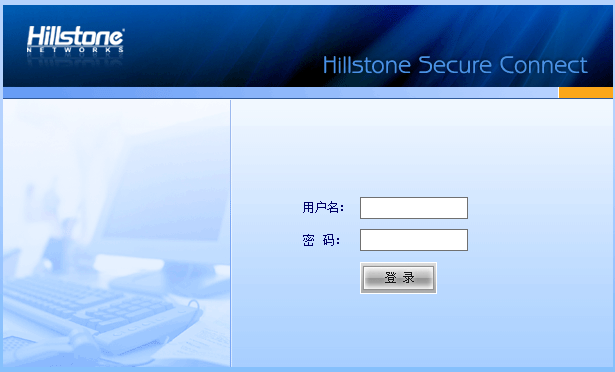 Hillstone
NETWORKS
Hillstone Secure Connect
用户名:
密 码:
登 录